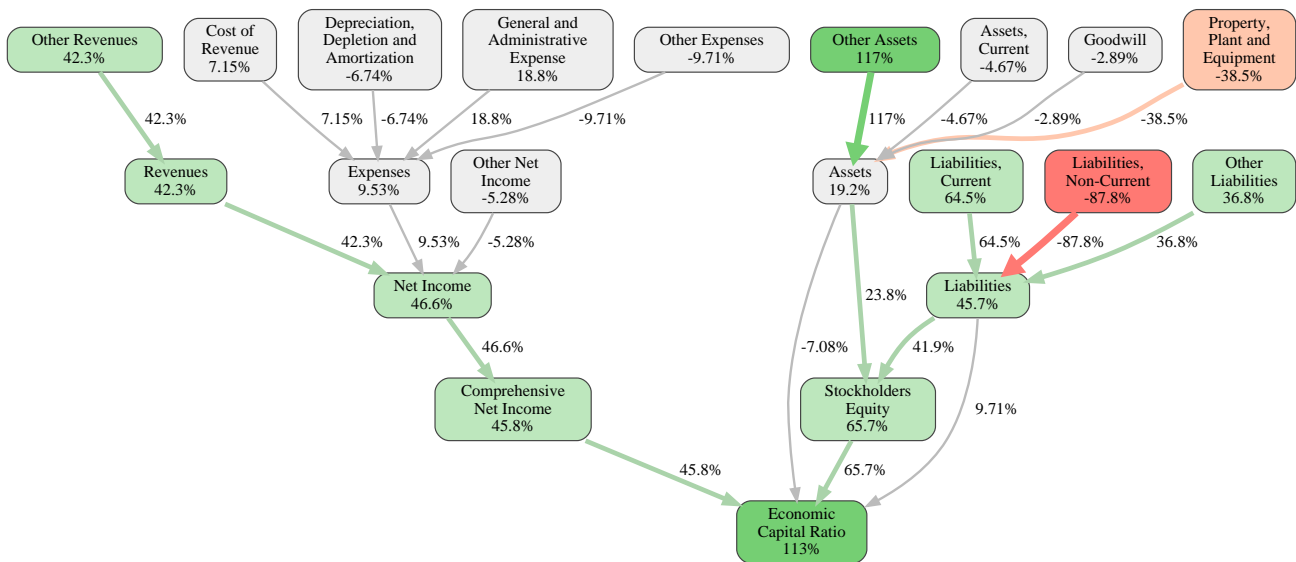 Other Revenues
42.3%
Cost of
Revenue
7.15%
Depreciation,
Depletion and
Amortization
-6.74%
General and
Administrative
Expense
18.8%
Other Expenses
-9.71%
Other Assets
117%
Assets,
Current
-4.67%
Goodwill
-2.89%
Property,
Plant and
Equipment
-38.5%
42.3%
7.15%
-6.74%
18.8%
-9.71%
117%
-4.67%
-2.89%
-38.5%
Revenues
42.3%
Expenses
9.53%
Other Net
Income
-5.28%
Assets
19.2%
Liabilities,
Current
64.5%
Liabilities,
Non-Current
-87.8%
Other
Liabilities
36.8%
42.3%
9.53%
-5.28%
64.5%
-87.8%
36.8%
Net Income
46.6%
23.8%
Liabilities
45.7%
46.6%
-7.08%
41.9%
Comprehensive
Net Income
45.8%
Stockholders
Equity
65.7%
9.71%
45.8%
65.7%
Economic
Capital Ratio
113%